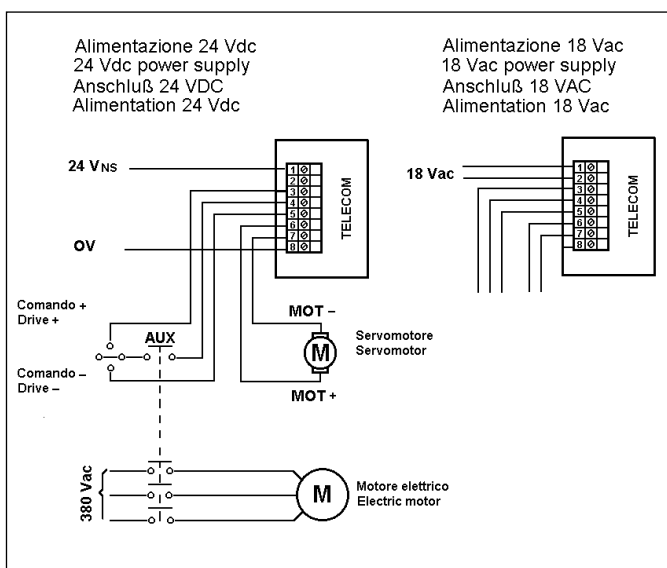 Alimentazione 24 Vdc
24 Vdc power supply
Anschluß 24 VDC
Alimentation 24 Vdc
Alimentazione 18 Vac
18 Vac power supply
Anschluß 18 VAC
Alimentation 18 Vac
24 VNS
0V
1
2
3
4
5
6
7
8
TELECOM
18 Vac
1
2
3
4
5
6
7
8
TELECOM
Comando +
Drive +
AUX
Comando –
Drive –
MOT –
M
MOT +
Servomotore
Servomotor
380 Vac
M
Motore elettrico
Electric motor